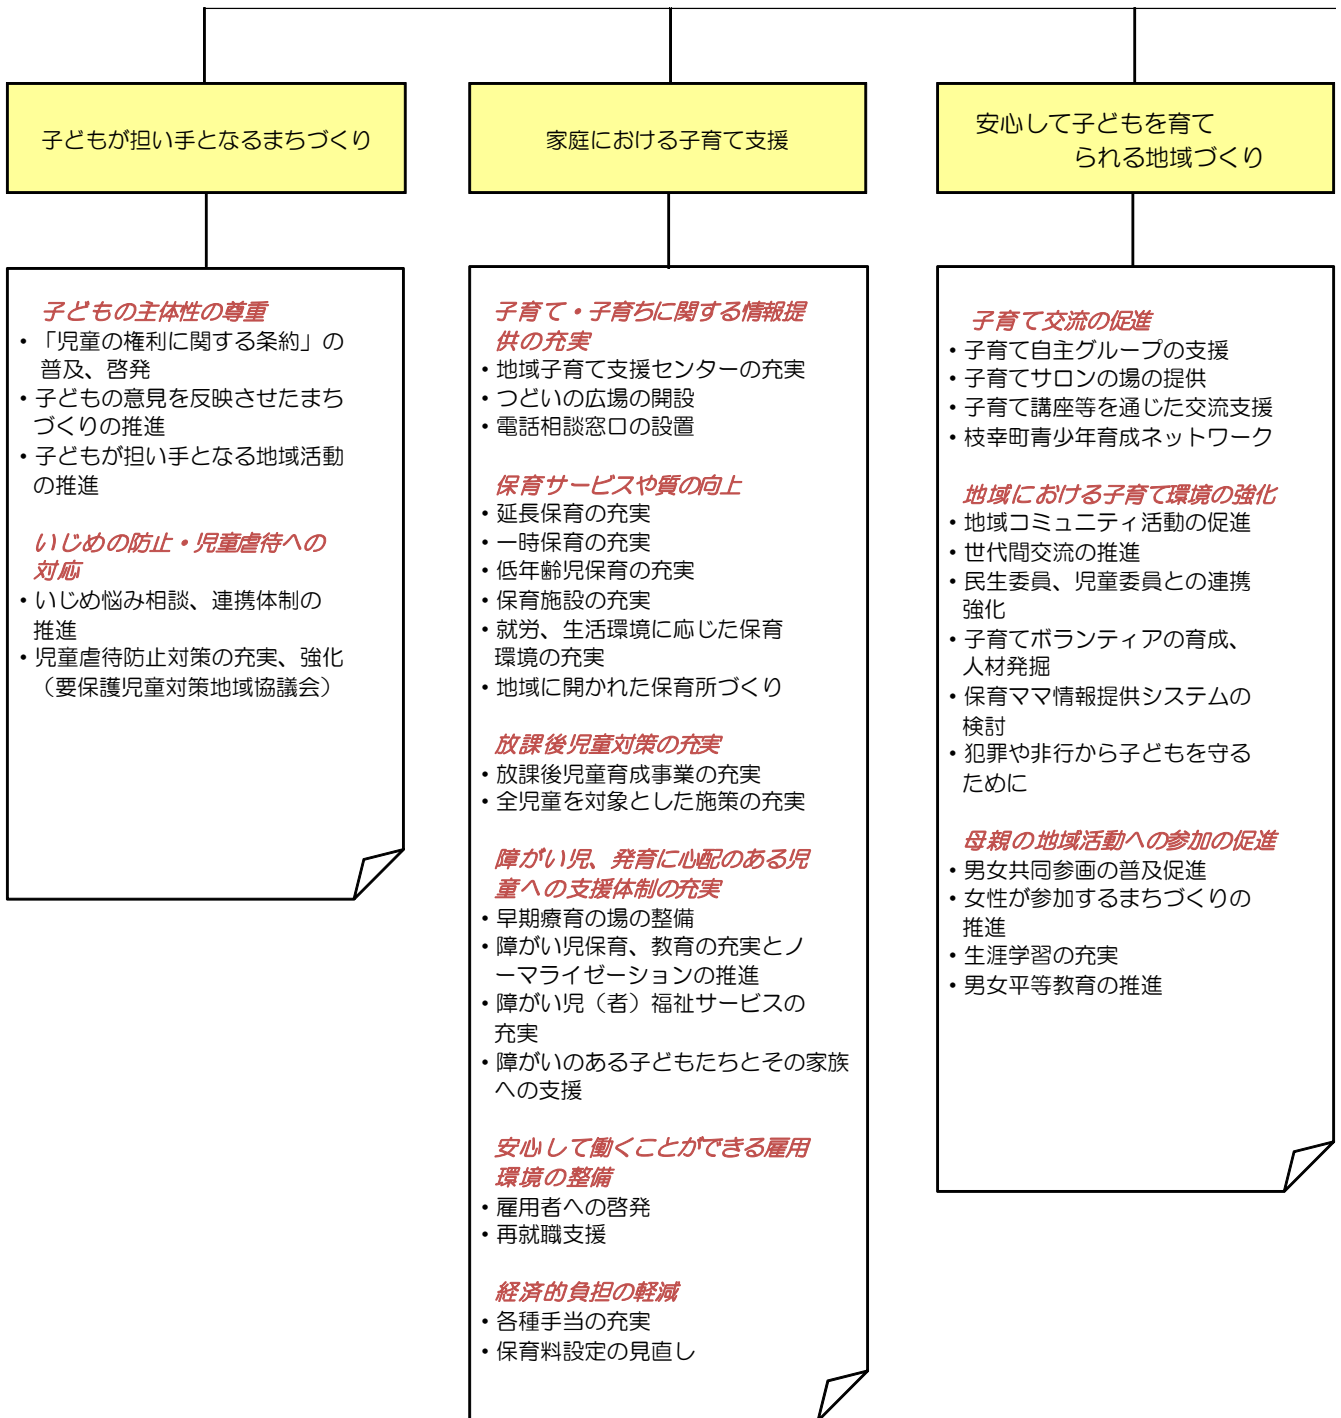 子どもが担い手となるまちづくり
子どもの主体性の尊重
・「児童の権利に関する条約」の
普及、啓発
・子どもの意見を反映させたまち
づくりの推進
・子どもが担い手となる地域活動
の推進
いじめの防止・児童虐待への
対応
・いじめ悩み相談、連携体制の
推進
・児童虐待防止対策の充実、強化
（要保護児童対策地域協議会）
家庭における子育て支援
子育て・子育ちに関する情報提
供の充実
・地域子育て支援センターの充実
・つどいの広場の開設
・電話相談窓口の設置
保育サービスや質の向上
・延長保育の充実
・一時保育の充実
・低年齢児保育の充実
・保育施設の充実
・就労、生活環境に応じた保育
環境の充実
・地域に開かれた保育所づくり
放課後児童対策の充実
・放課後児童育成事業の充実
・全児童を対象とした施策の充実
障がい児、発育に心配のある児
童への支援体制の充実
・早期療育の場の整備
・障がい児保育、教育の充実とノ
ーマライゼーションの推進
・障がい児（者）福祉サービスの
充実
・障がいのある子どもたちとその家族
への支援
安心して働くことができる雇用
環境の整備
・雇用者への啓発
・再就職支援
経済的負担の軽減
・各種手当の充実
・保育料設定の見直し
安心して子どもを育て
られる地域づくり
子育て交流の促進
・子育て自主グループの支援
・子育てサロンの場の提供
・子育て講座等を通じた交流支援
・枝幸町青少年育成ネットワーク
地域における子育て環境の強化
・地域コミュニティ活動の促進
・世代間交流の推進
・民生委員、児童委員との連携
強化
・子育てボランティアの育成、
人材発掘
・保育ママ情報提供システムの
検討
・犯罪や非行から子どもを守る
ために
母親の地域活動への参加の促進
・男女共同参画の普及促進
・女性が参加するまちづくりの
推進
・生涯学習の充実
・男女平等教育の推進